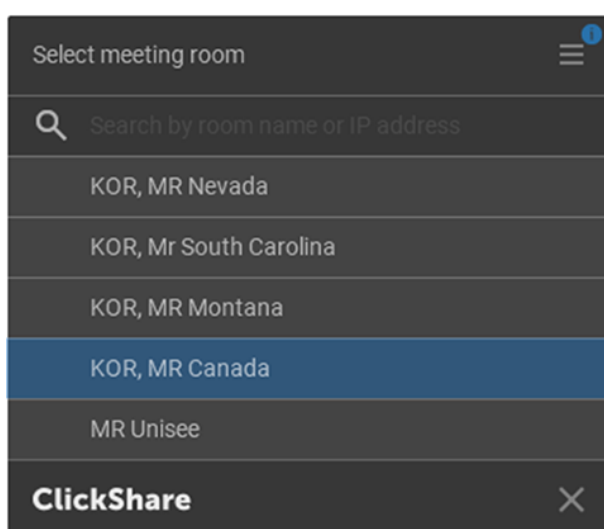 Select meeting room
i
Search by room name or IP address
KOR, MR Nevada
KOR, Mr South Carolina
KOR, MR Montana
KOR, MR Canada
MR Unisee
ClickShare